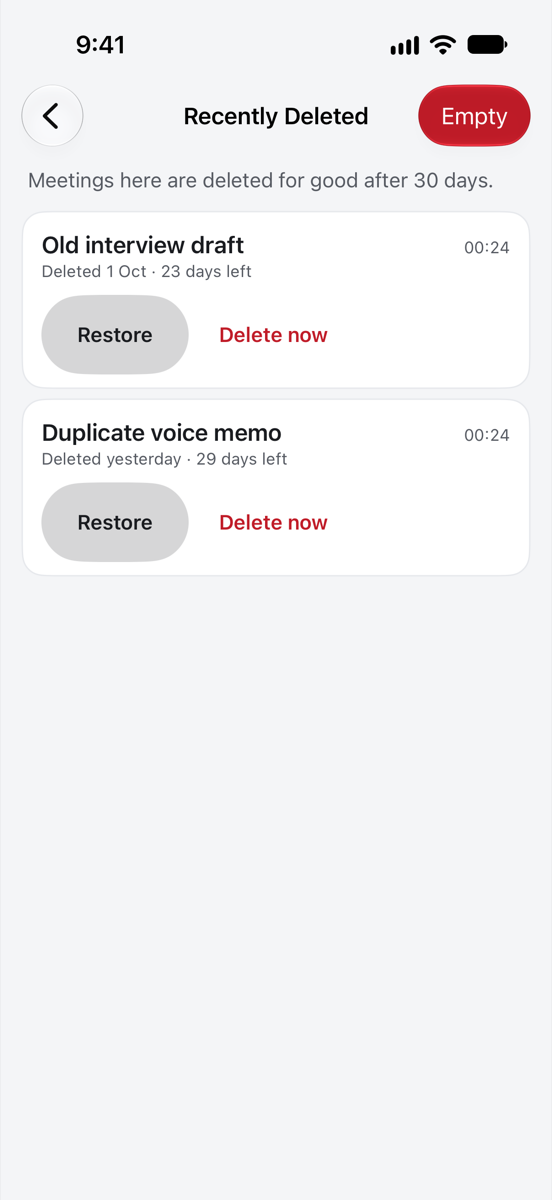 9:41
Recently Deleted
Empty
Meetings here are deleted for good after 30 days.
Old interview draft
00:24
Deleted 1 Oct · 23 days left
Restore
Delete now
Duplicate voice memo
00:24
Deleted yesterday · 29 days left
Restore
Delete now